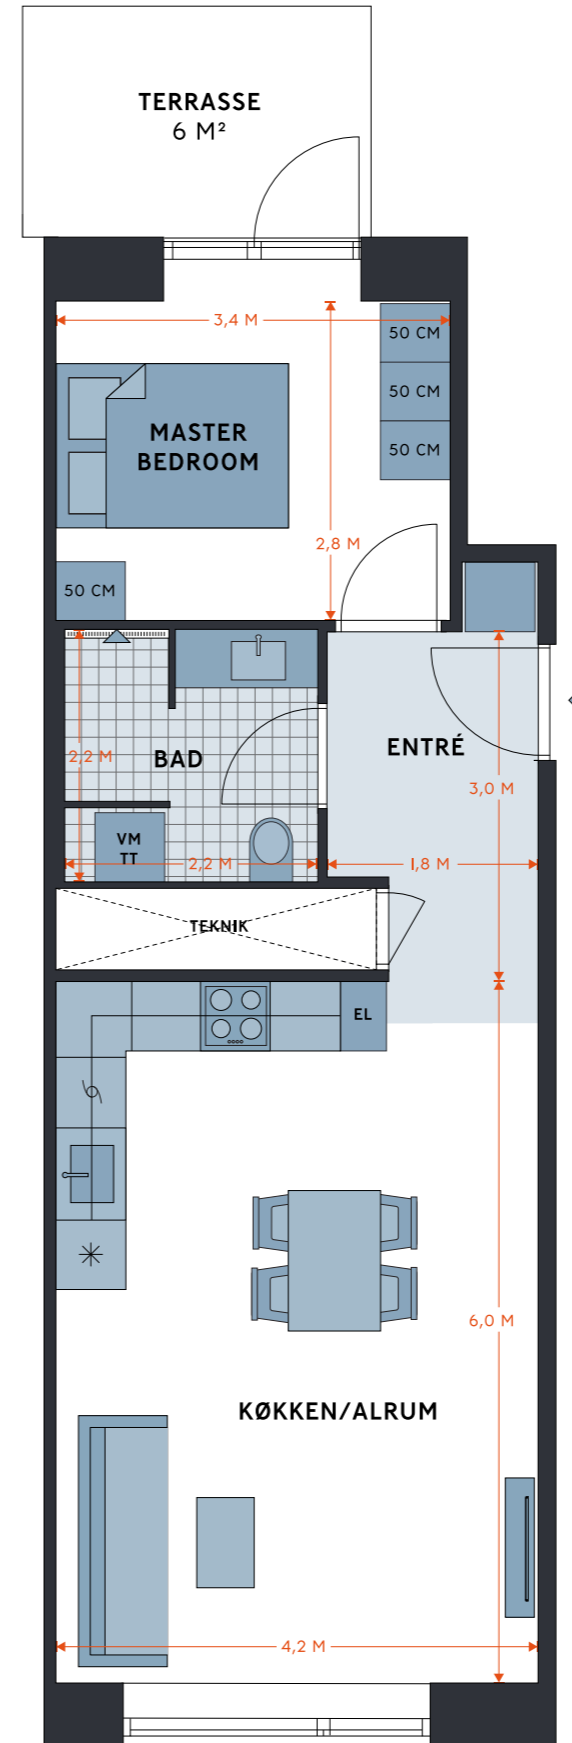 TERRASSE
6 M²
3,4 M
50 CM
50 CM
50 CM
MASTER
BEDROOM
2,8 M
50 CM
2,2 M
BAD
ENTRÉ
3,0 M
VM
TT
2,2 M
1,8 M
TEKNIK
EL
6,0 M
KØKKEN/ALRUM
4,2 M